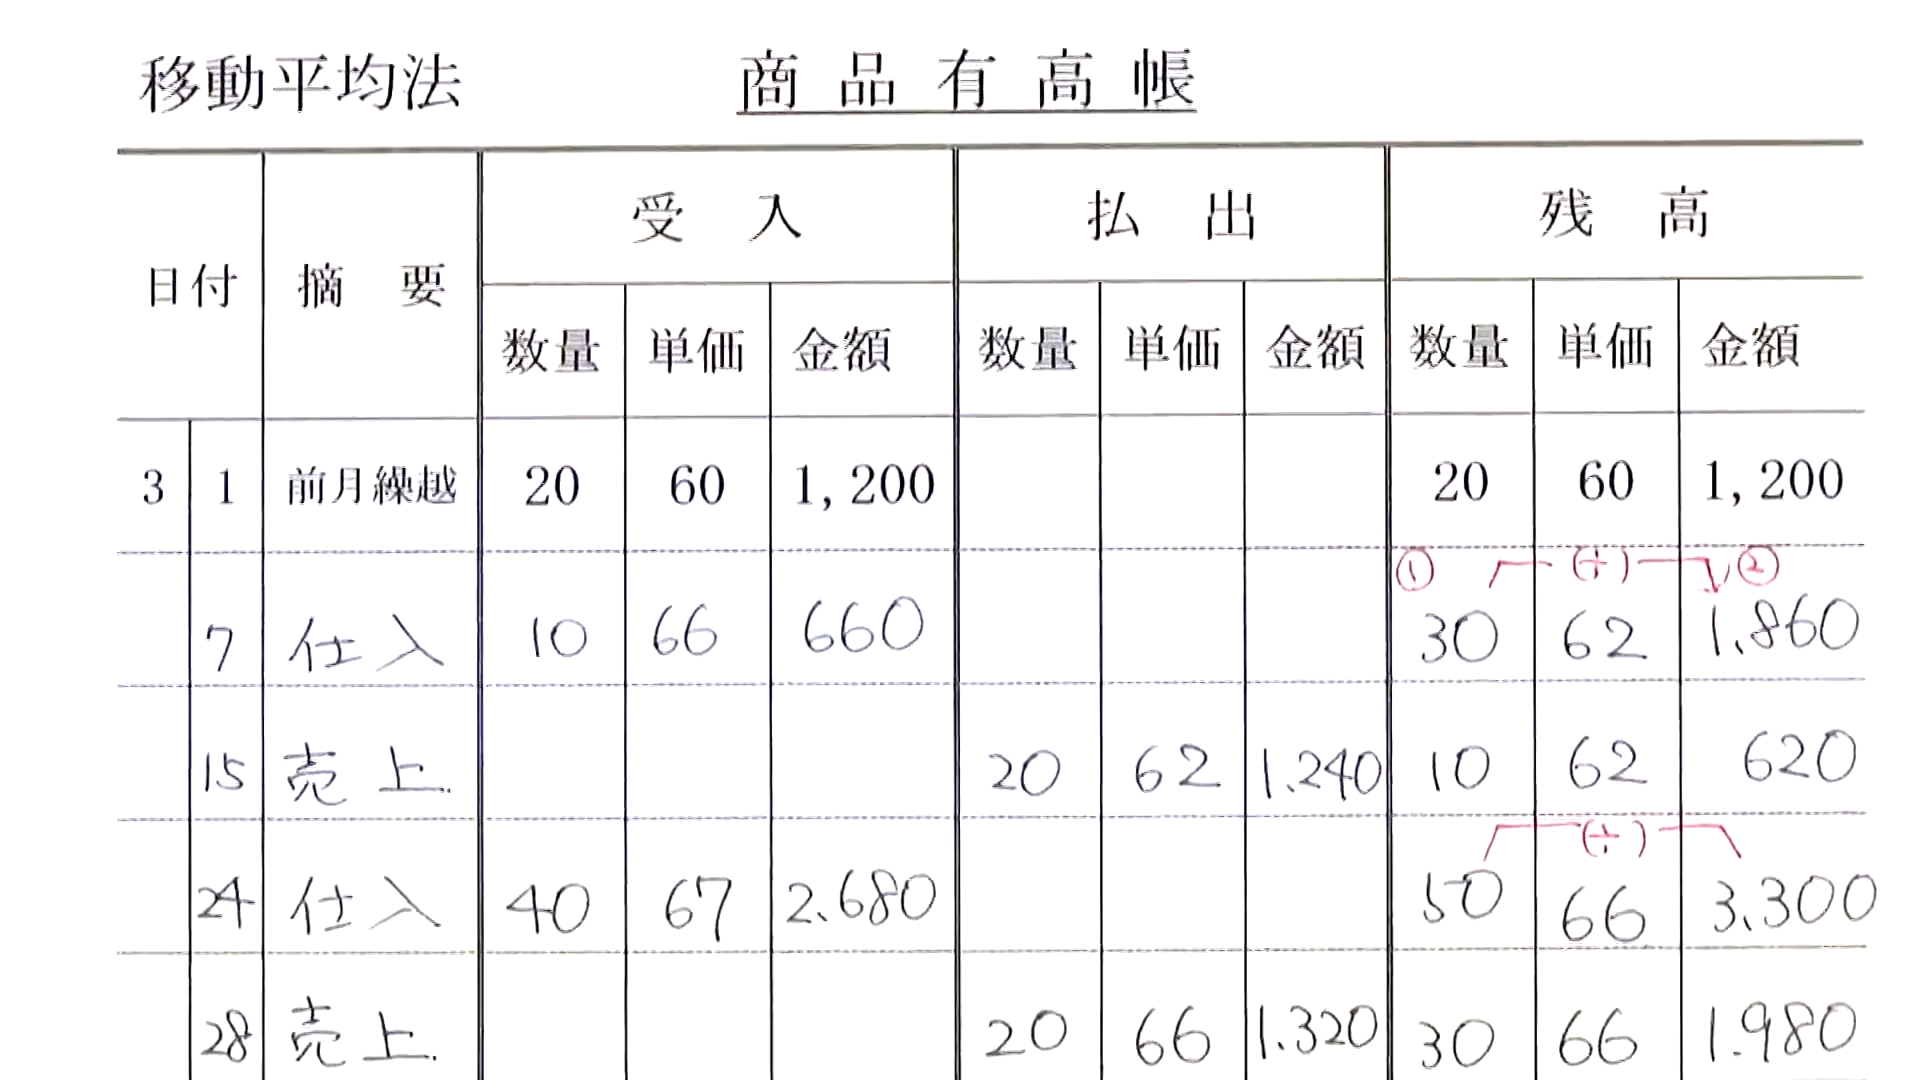 移動平均法 商品有高帳
日付 摘要 受入 払出 残高
数量 単価 金額 数量 単価 金額 数量 単価 金額
3 1 前月繰越 20 60 1,200 20 60 1,200
① (÷) ②
7 仕入 10 66 660 30 62 1.860
15 売上 20 62 1.240 10 62 620
(÷)
24 仕入 40 67 2.680 50 66 3.300
28 売上 20 66 1.320 30 66 1.980